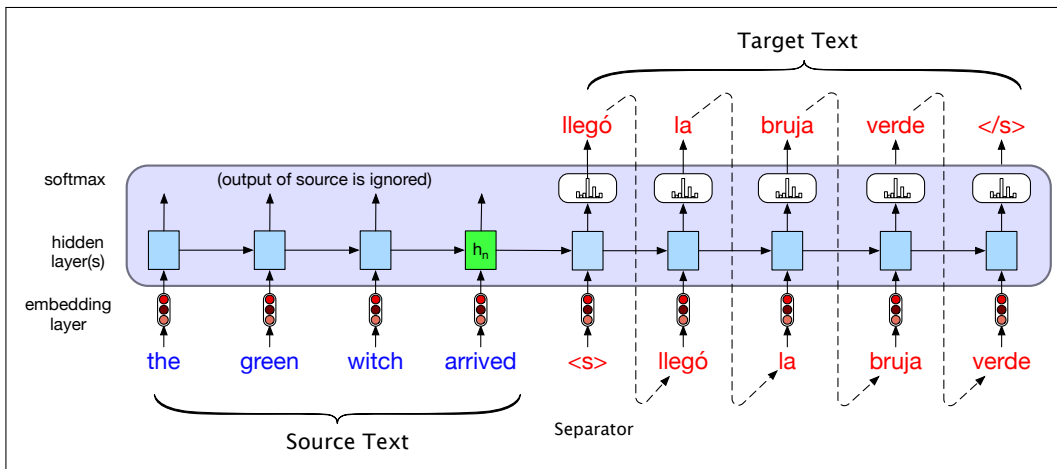 Target Text
llegó la bruja verde </s>
softmax (output of source is ignored)
hidden layer(s) hₙ
embedding layer
the green witch arrived <s> llegó la bruja verde
Separator
Source Text